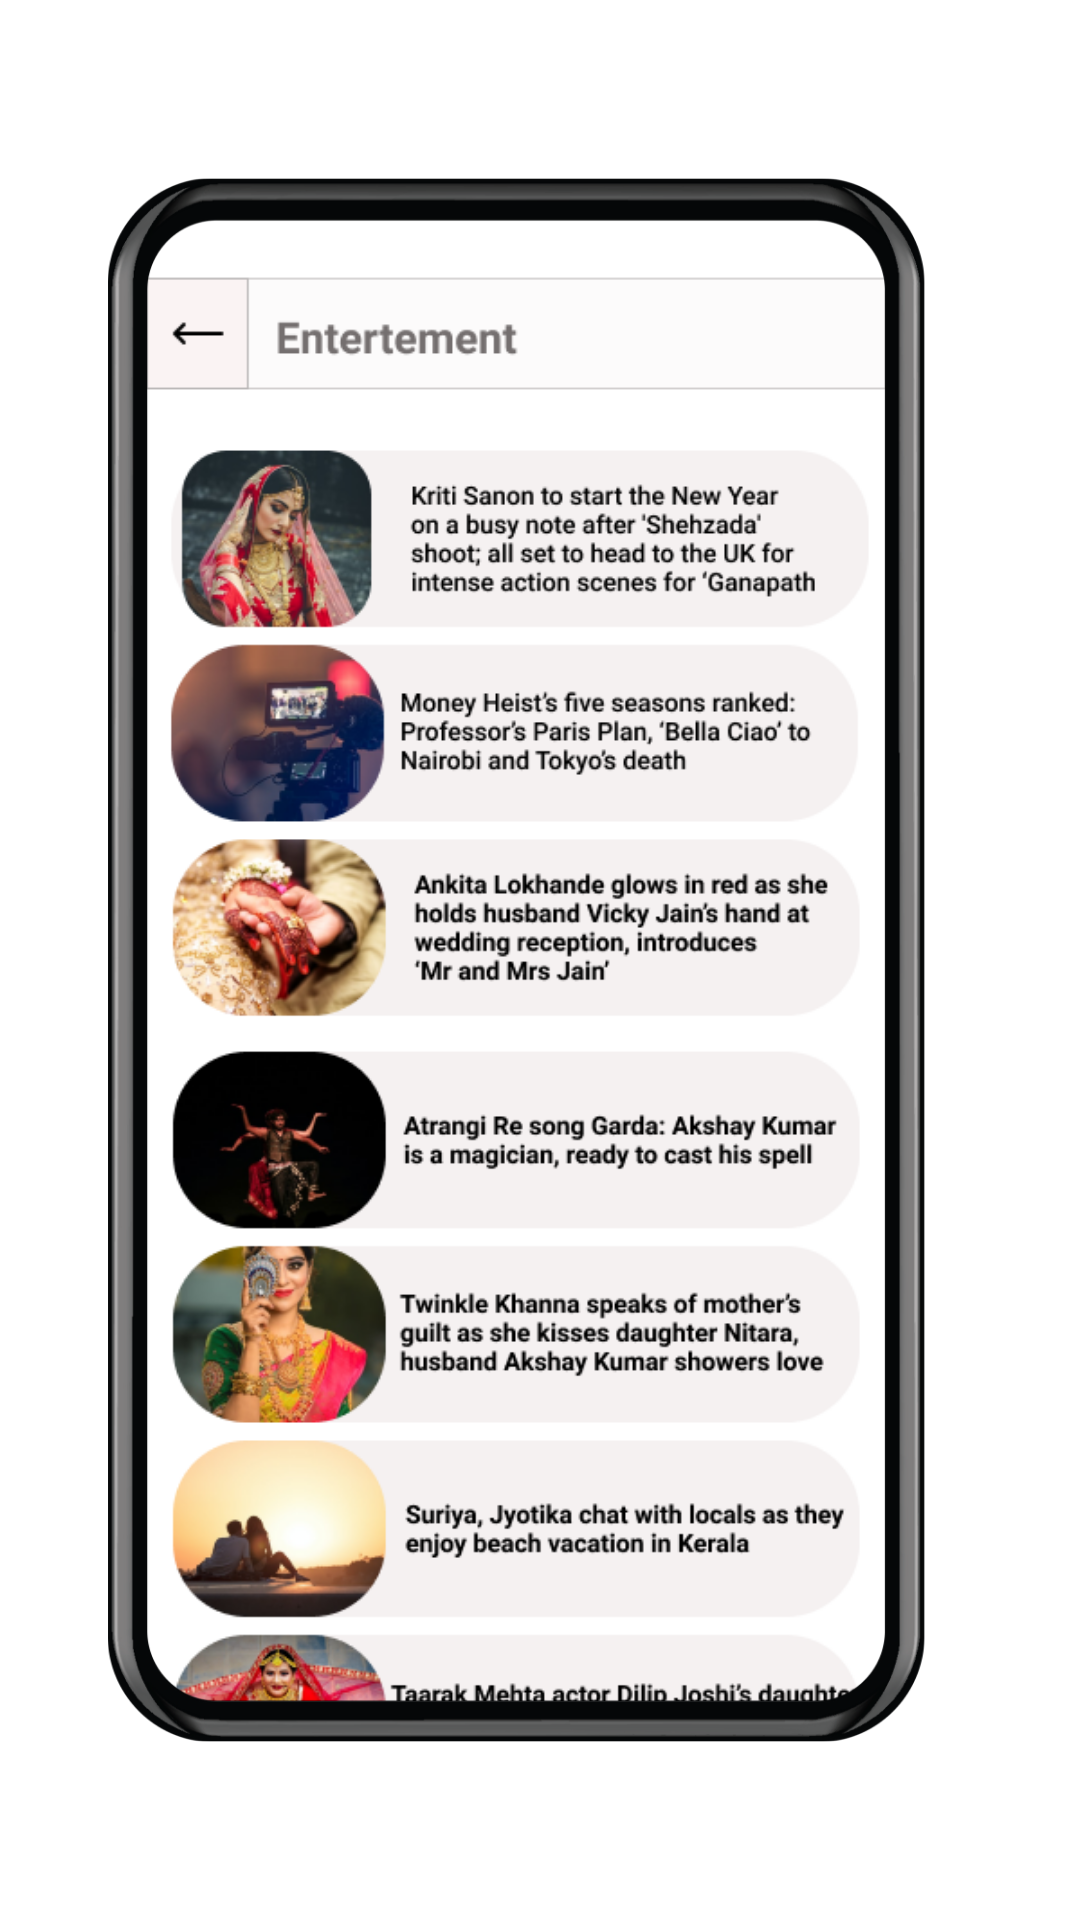 Entertement
Kriti Sanon to start the New Year
on a busy note after 'Shehzada'
shoot; all set to head to the UK for
intense action scenes for ‘Ganapath
Money Heist’s five seasons ranked:
Professor’s Paris Plan, ‘Bella Ciao’ to
Nairobi and Tokyo’s death
Ankita Lokhande glows in red as she
holds husband Vicky Jain’s hand at
wedding reception, introduces
‘Mr and Mrs Jain’
Atrangi Re song Garda: Akshay Kumar
is a magician, ready to cast his spell
Twinkle Khanna speaks of mother’s
guilt as she kisses daughter Nitara,
husband Akshay Kumar showers love
Suriya, Jyotika chat with locals as they
enjoy beach vacation in Kerala
Taarak Mehta actor Dilip Joshi’s daughte